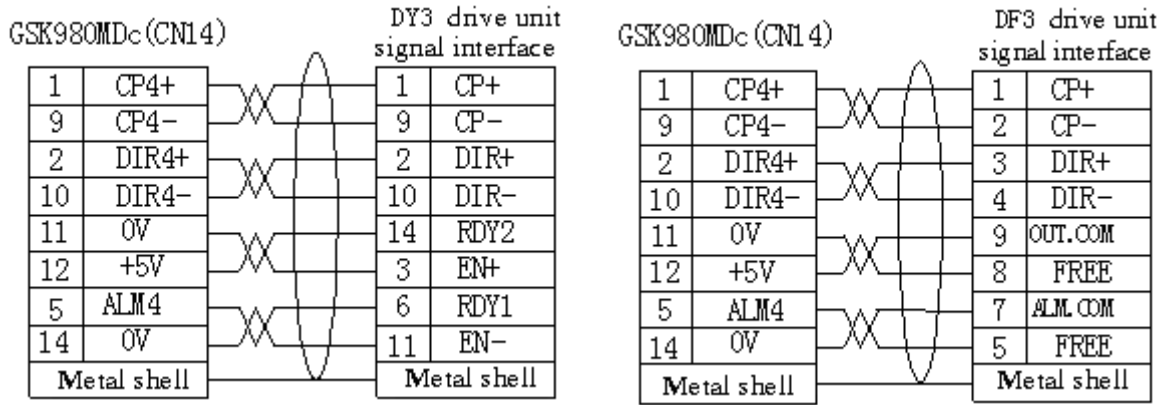 GSK980MDc(CN14)
DY3 drive unit
signal interface
1 CP4+ 1 CP+
9 CP4- 9 CP-
2 DIR4+ 2 DIR+
10 DIR4- 10 DIR-
11 0V 14 RDY2
12 +5V 3 EN+
5 ALM4 6 RDY1
14 0V 11 EN-
Metal shell Metal shell
GSK980MDc(CN14)
DF3 drive unit
signal interface
1 CP4+ 1 CP+
9 CP4- 2 CP-
2 DIR4+ 3 DIR+
10 DIR4- 4 DIR-
11 0V 9 OUT.COM
12 +5V 8 FREE
5 ALM4 7 ALM.COM
14 0V 5 FREE
Metal shell Metal shell